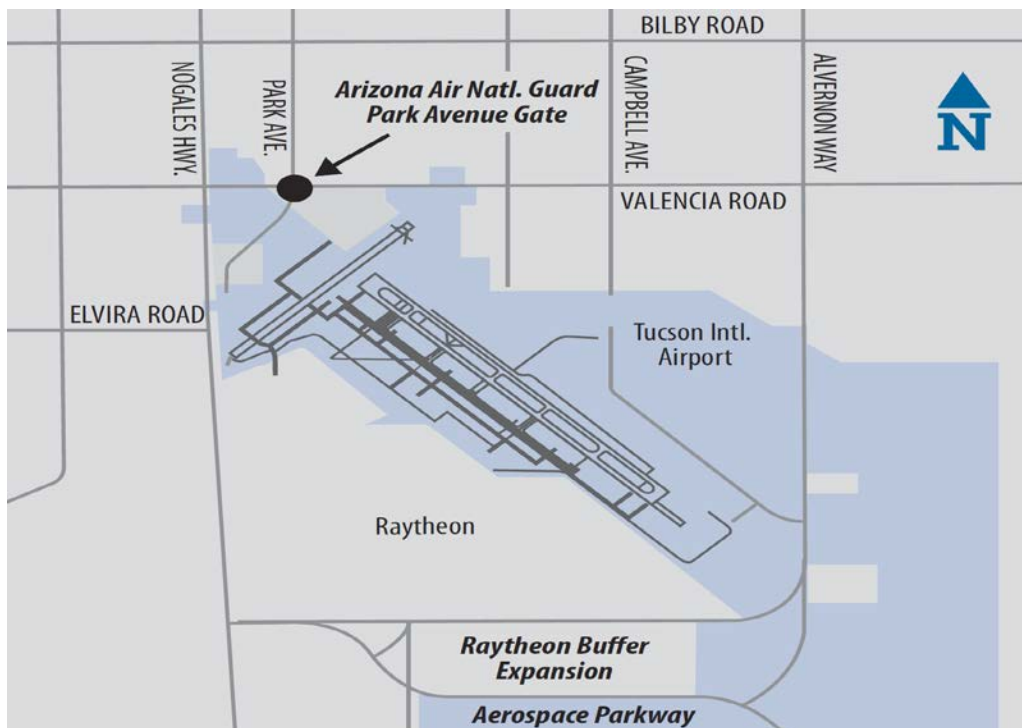 BILBY ROAD
NOGALES HWY.
PARK AVE.
Arizona Air Natl. Guard
Park Avenue Gate
CAMPBELL AVE.
ALVERNON WAY
N
VALENCIA ROAD
ELVIRA ROAD
Tucson Intl.
Airport
Raytheon
Raytheon Buffer
Expansion
Aerospace Parkway